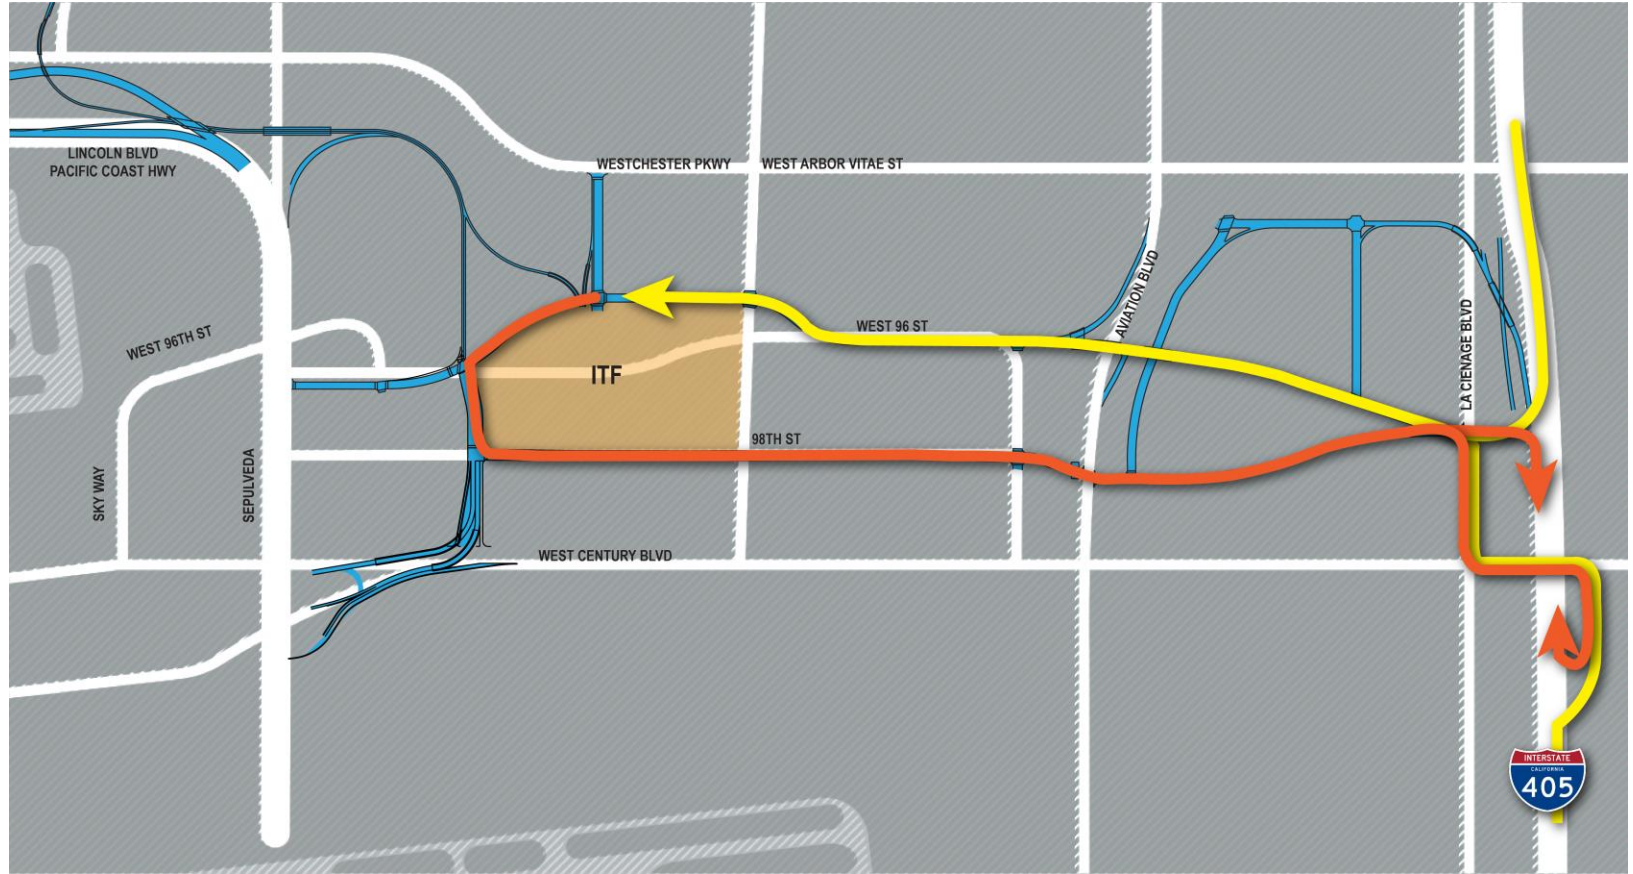 LINCOLN BLVD
PACIFIC COAST HWY
WESTCHESTER PKWY
WEST ARBOR VITAE ST
AVIATION BLVD
LA CIENAGE BLVD
WEST 96TH ST
WEST 96 ST
ITF
98TH ST
SKY WAY
SEPULVEDA
WEST CENTURY BLVD
INTERSTATE
CALIFORNIA
405